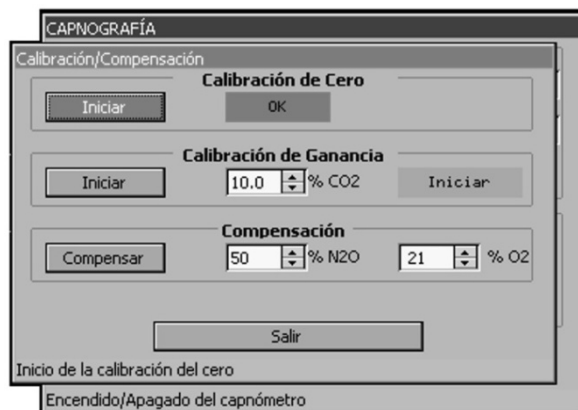 CAPNOGRAFÍA
Calibración/Compensación
Calibración de Cero
Iniciar OK
Calibración de Ganancia
Iniciar 10.0 % CO2 Iniciar
Compensación
Compensar 50 % N2O 21 % O2
Salir
Inicio de la calibración del cero
Encendido/Apagado del capnómetro